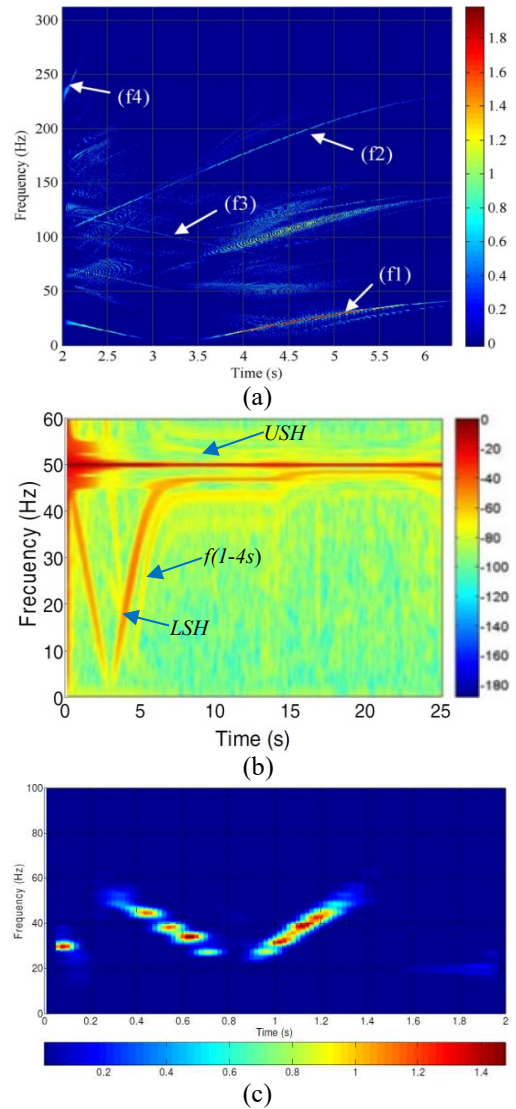 300
250
200
150
100
50
0
Frequency (Hz)
(f4)
(f2)
(f3)
(f1)
2 2.5 3 3.5 4 4.5 5 5.5 6
Time (s)
1.8
1.6
1.4
1.2
1
0.8
0.6
0.4
0.2
0
(a)
60
50
40
30
20
10
0
Frecuency (Hz)
USH
f(1-4s)
LSH
0 5 10 15 20 25
Time (s)
0
-20
-40
-60
-80
-100
-120
-140
-160
-180
(b)
100
80
60
40
20
0
Frequency (Hz)
0 0.2 0.4 0.6 0.8 1 1.2 1.4 1.6 1.8 2
Time (s)
0.2 0.4 0.6 0.8 1 1.2 1.4
(c)